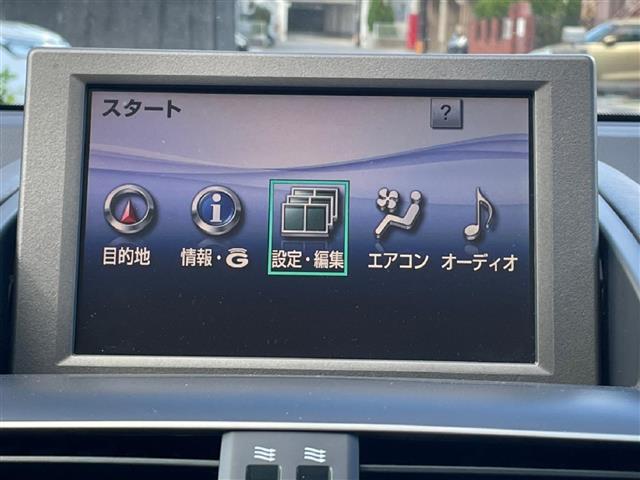 スタート
?
目的地
情報・G
設定・編集
エアコン
オーディオ